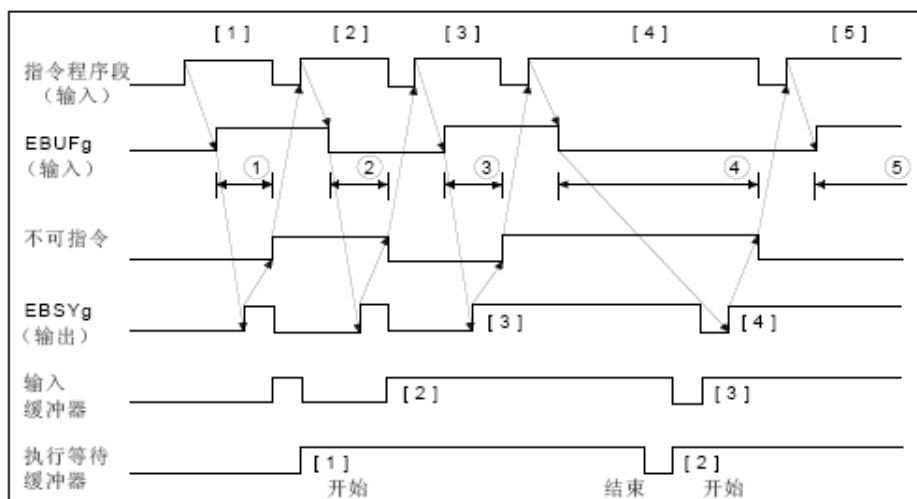 [1] [2] [3] [4] [5]
指令程序段
（输入）
EBUFg
（输入）
① ② ③ ④ ⑤
不可指令
EBSYg
（输出）
[3] [4]
输入
缓冲器
[2] [3]
执行等待
缓冲器
[1] [2]
开始 结束 开始